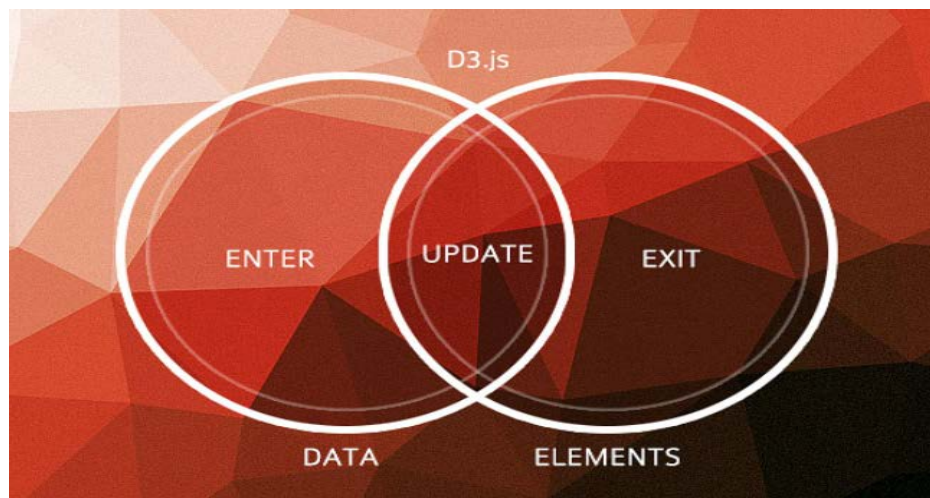 D3.js
ENTER
UPDATE
EXIT
DATA
ELEMENTS